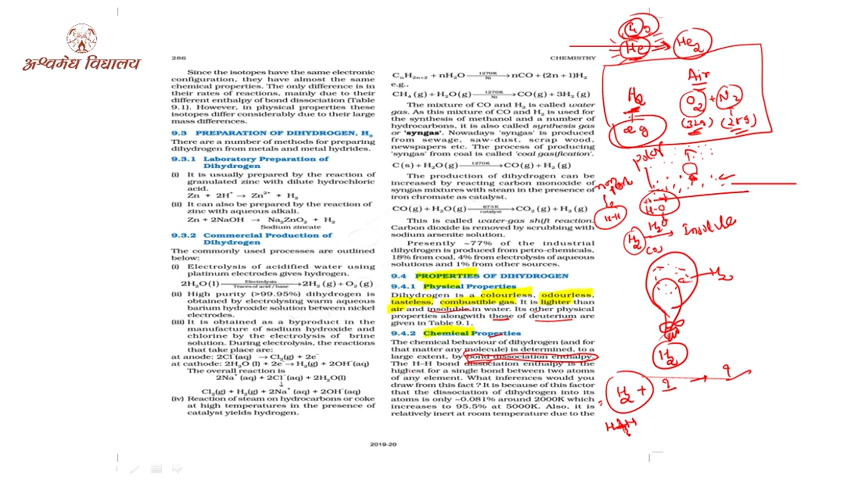 अश्वमेध विद्यालय
286
CHEMISTRY
Since the isotopes have the same electronic
configuration, they have almost the same
chemical properties. The only difference is in
their rates of reactions, mainly due to their
different enthalpy of bond dissociation (Table
9.1). However, in physical properties these
isotopes differ considerably due to their large
mass differences.
9.3 PREPARATION OF DIHYDROGEN, H₂
There are a number of methods for preparing
dihydrogen from metals and metal hydrides.
9.3.1 Laboratory Preparation of
Dihydrogen
(i) It is usually prepared by the reaction of
granulated zinc with dilute hydrochloric
acid.
Zn + 2H⁺ → Zn²⁺ + H₂
(ii) It can also be prepared by the reaction of
zinc with aqueous alkali.
Zn + 2NaOH → Na₂ZnO₂ + H₂
Sodium zincate
9.3.2 Commercial Production of
Dihydrogen
The commonly used processes are outlined
below:
(i) Electrolysis of acidified water using
platinum electrodes gives hydrogen.
2H₂O(l) Electrolysis Traces of acid / base → 2H₂(g) + O₂(g)
(ii) High purity (>99.95%) dihydrogen is
obtained by electrolysing warm aqueous
barium hydroxide solution between nickel
electrodes.
(iii) It is obtained as a byproduct in the
manufacture of sodium hydroxide and
chlorine by the electrolysis of brine
solution. During electrolysis, the reactions
that take place are:
at anode: 2Cl⁻(aq) → Cl₂(g) + 2e⁻
at cathode: 2H₂O (l) + 2e⁻ → H₂(g) + 2OH⁻(aq)
The overall reaction is
2Na⁺ (aq) + 2Cl⁻(aq) + 2H₂O(l)
↓
Cl₂(g) + H₂(g) + 2Na⁺ (aq) + 2OH⁻(aq)
(iv) Reaction of steam on hydrocarbons or coke
at high temperatures in the presence of
catalyst yields hydrogen.
CₙH₂ₙ₊₂ + nH₂O 1270K Ni → nCO + (2n + 1)H₂
e.g.,
CH₄(g) + H₂O(g) 1270K Ni → CO(g) + 3H₂(g)
The mixture of CO and H₂ is called water
gas. As this mixture of CO and H₂ is used for
the synthesis of methanol and a number of
hydrocarbons, it is also called synthesis gas
or 'syngas'. Nowadays 'syngas' is produced
from sewage, saw-dust, scrap wood,
newspapers etc. The process of producing
'syngas' from coal is called 'coal gasification'.
C(s) + H₂O(g) 1270K → CO(g) + H₂(g)
The production of dihydrogen can be
increased by reacting carbon monoxide of
syngas mixtures with steam in the presence of
iron chromate as catalyst.
CO(g) + H₂O(g) 673K catalyst → CO₂(g) + H₂(g)
This is called water-gas shift reaction.
Carbon dioxide is removed by scrubbing with
sodium arsenite solution.
Presently ~77% of the industrial
dihydrogen is produced from petro-chemicals,
18% from coal, 4% from electrolysis of aqueous
solutions and 1% from other sources.
9.4 PROPERTIES OF DIHYDROGEN
9.4.1 Physical Properties
Dihydrogen is a colourless, odourless,
tasteless, combustible gas. It is lighter than
air and insoluble in water. Its other physical
properties alongwith those of deuterium are
given in Table 9.1.
9.4.2 Chemical Properties
The chemical behaviour of dihydrogen (and for
that matter any molecule) is determined, to a
large extent, by bond dissociation enthalpy.
The H–H bond dissociation enthalpy is the
highest for a single bond between two atoms
of any element. What inferences would you
draw from this fact ? It is because of this factor
that the dissociation of dihydrogen into its
atoms is only ~0.081% around 2000K which
increases to 95.5% at 5000K. Also, it is
relatively inert at room temperature due to the
2019-20
He → He₂
Air
H₂ O₂ + N₂
2g (32g) (28g)
polar
H-H H-O
H₂O
H₂
H₂
H₂
H₂ +
H H